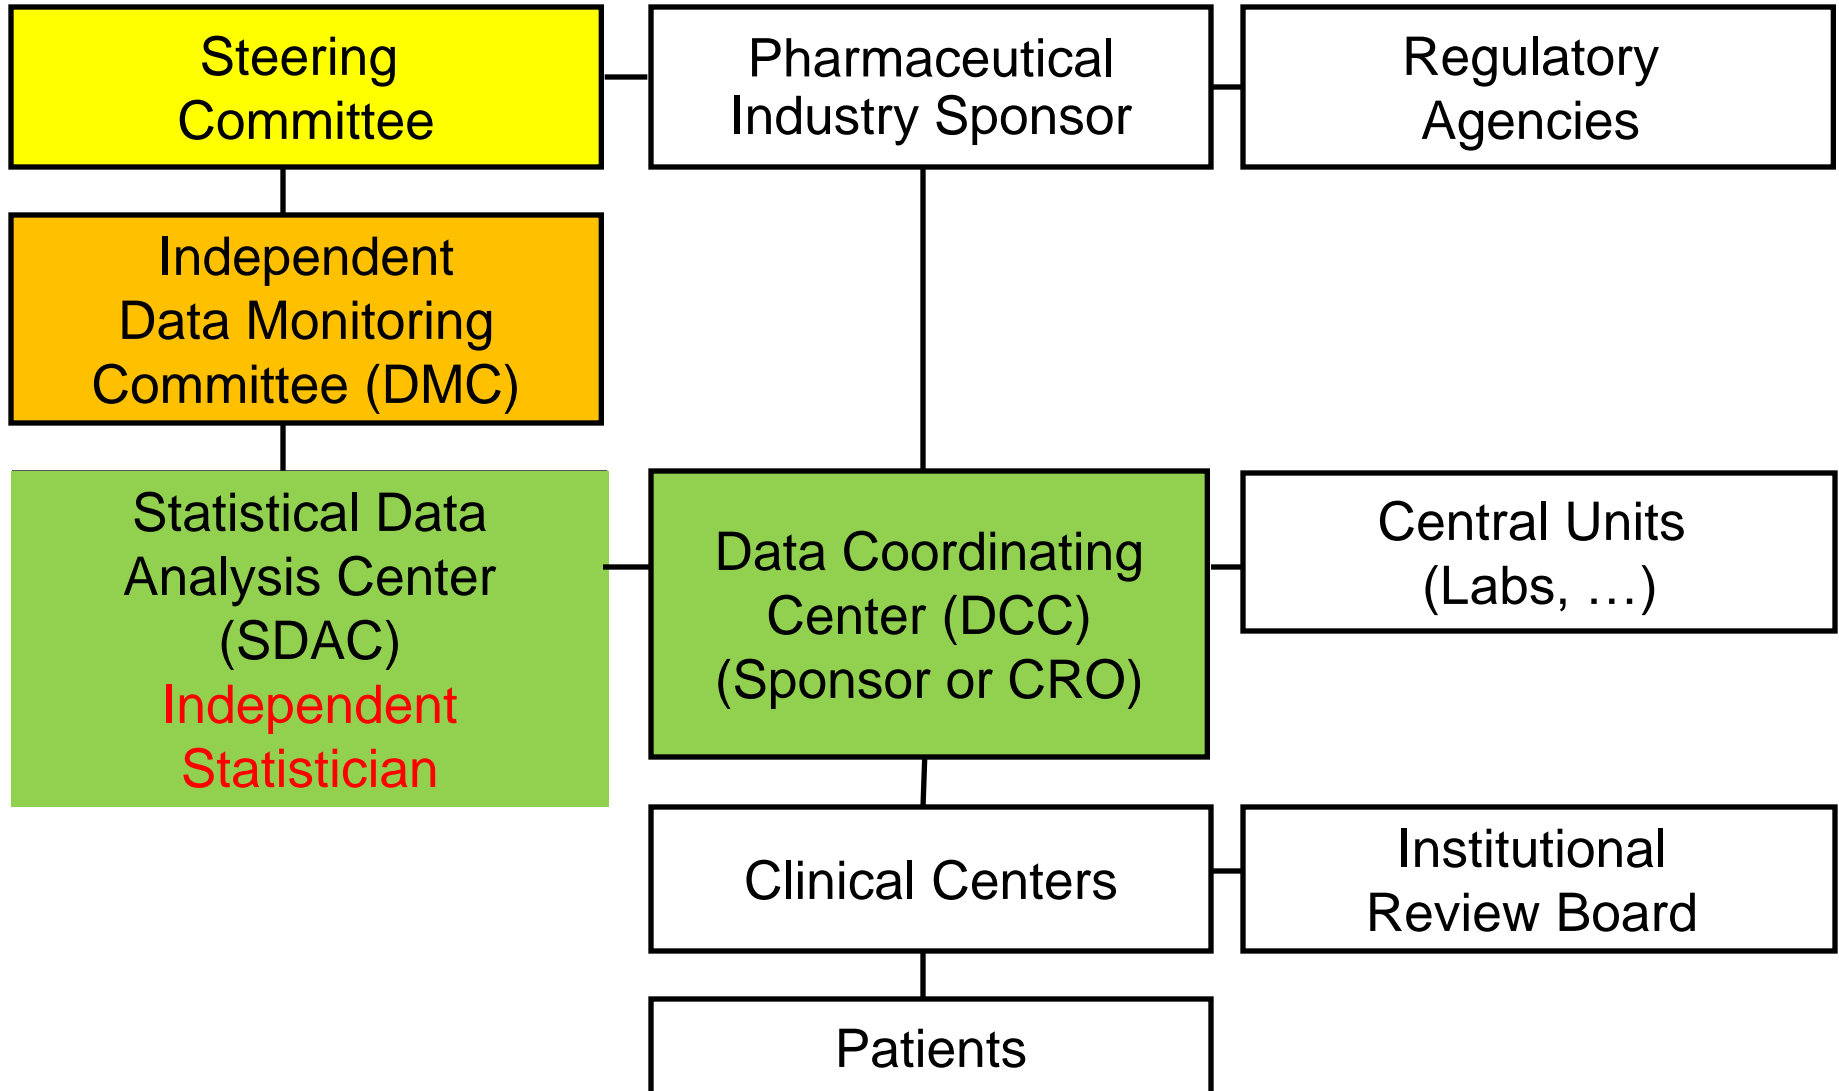 Steering
Committee
Pharmaceutical
Industry Sponsor
Regulatory
Agencies
Independent
Data Monitoring
Committee (DMC)
Statistical Data
Analysis Center
(SDAC)
Independent
Statistician
Data Coordinating
Center (DCC)
(Sponsor or CRO)
Central Units
(Labs, …)
Clinical Centers
Institutional
Review Board
Patients